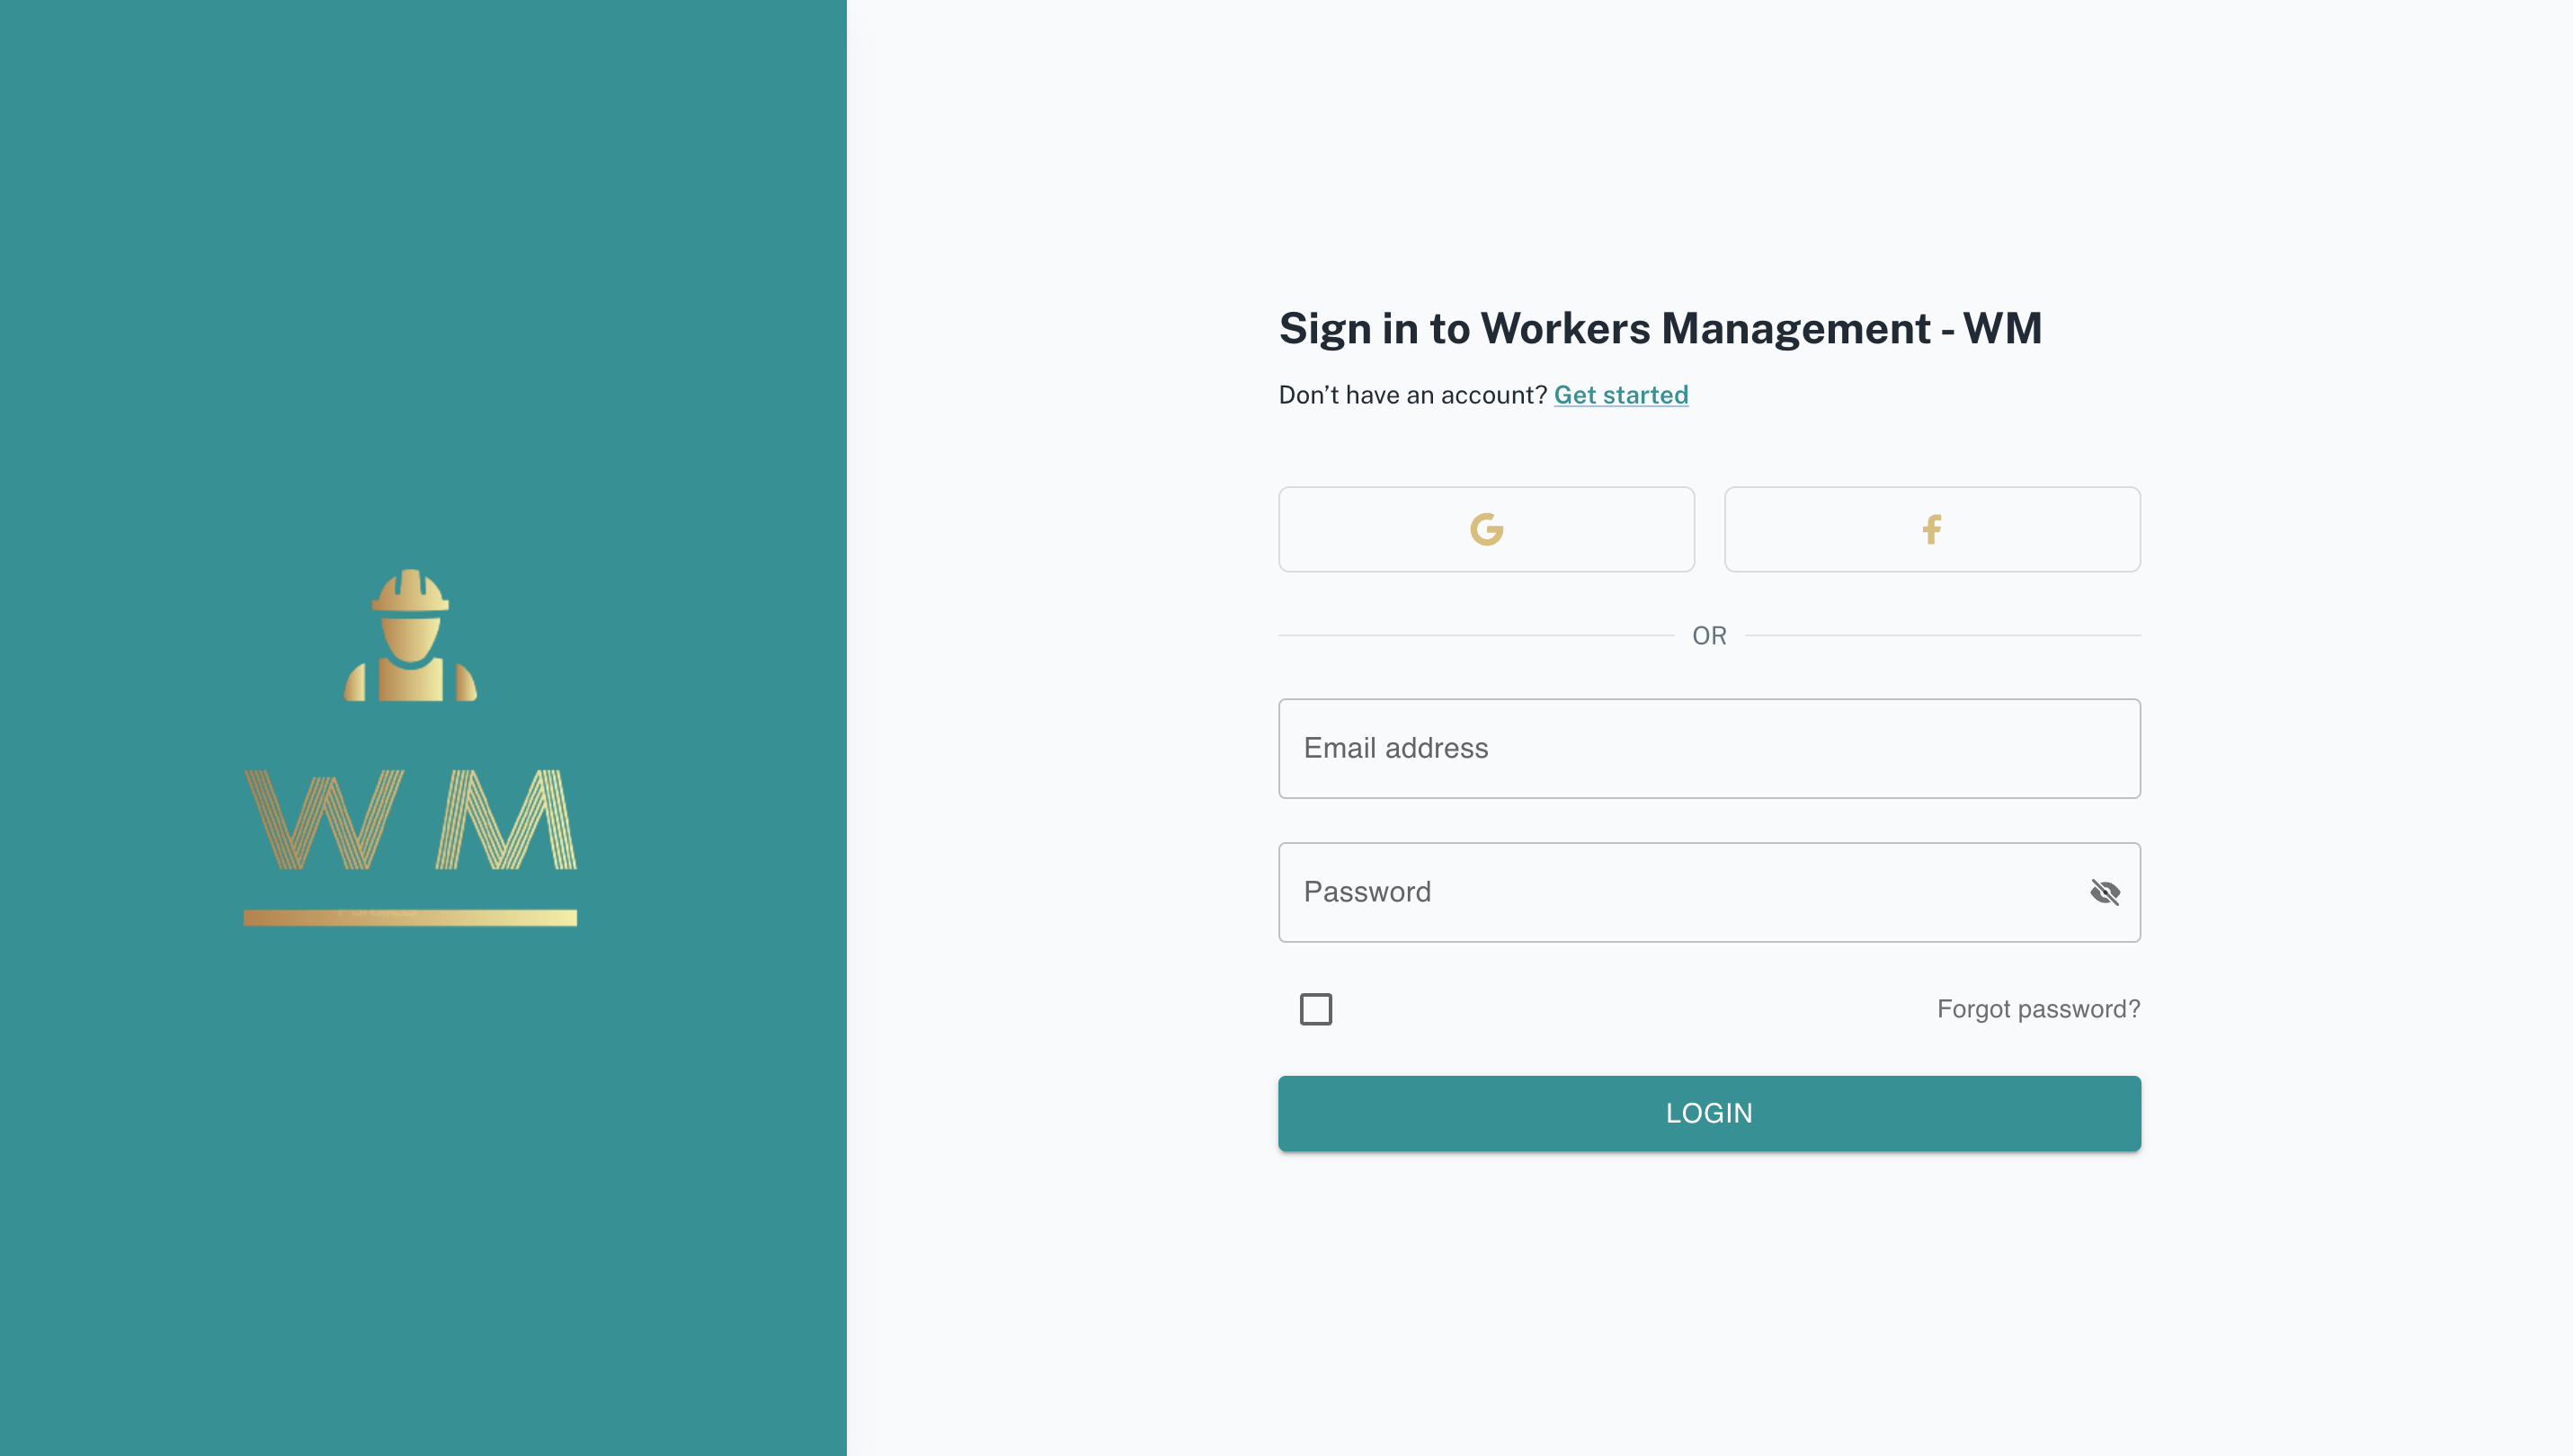 WM
Sign in to Workers Management - WM
Don’t have an account? Get started
G
f
OR
Email address
Password
Forgot password?
LOGIN